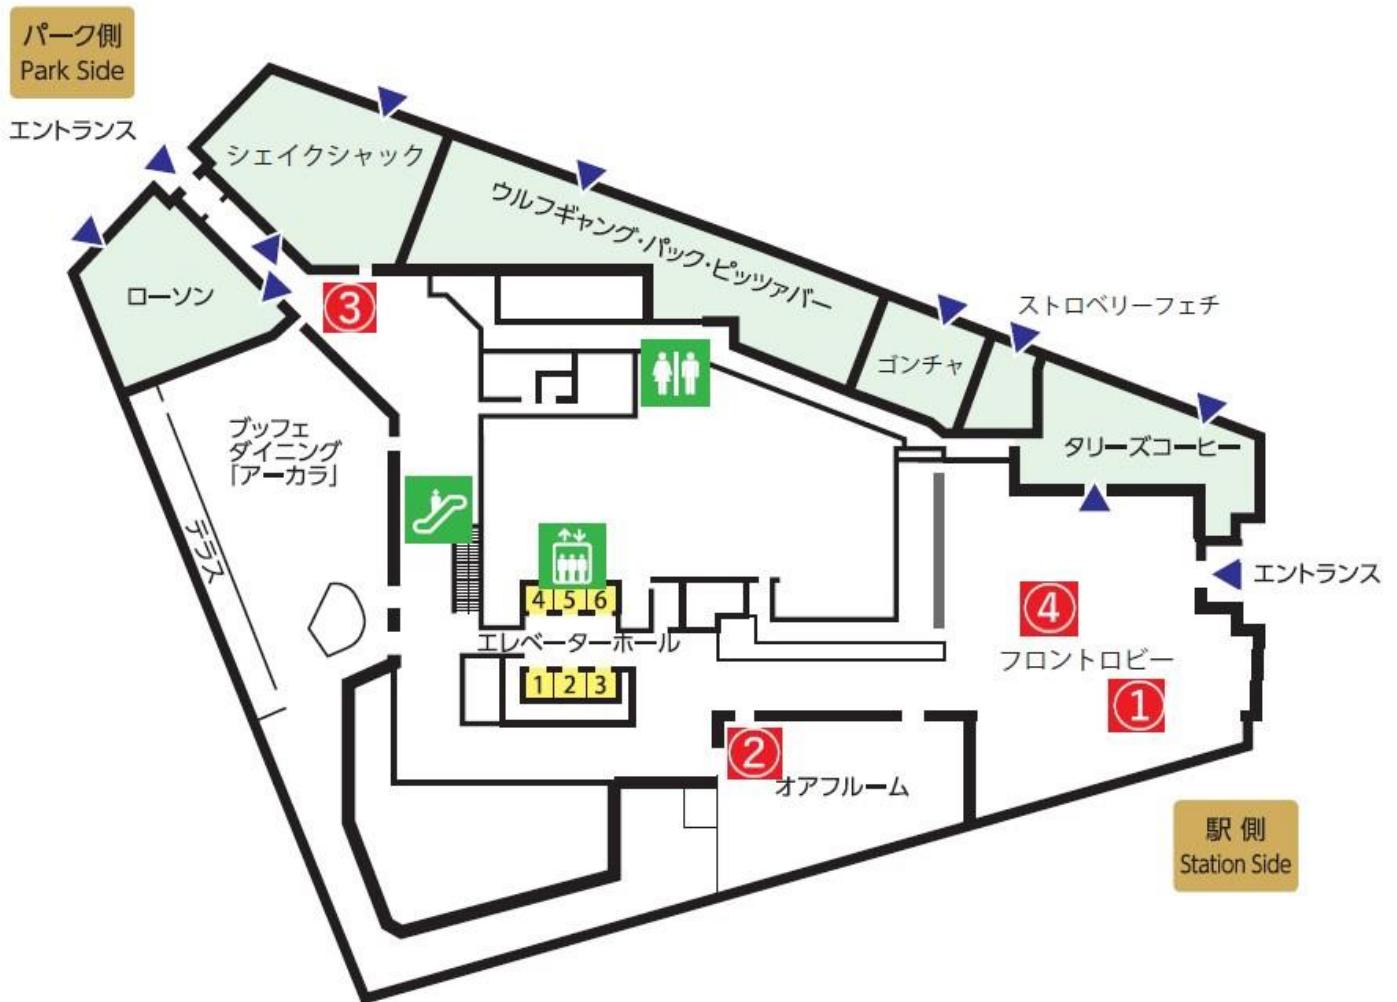 パーク側
Park Side
エントランス
シェイクシャック
ウルフギャング・パック・ピッツァバー
ローソン
③
ストロベリーフェチ
ゴンチャ
タリーズコーヒー
ブッフェ
ダイニング
「アーカラ」
テラス
4 5 6
エレベーターホール
1 2 3
エントランス
④
フロントロビー
①
②
オアフルーム
駅 側
Station Side